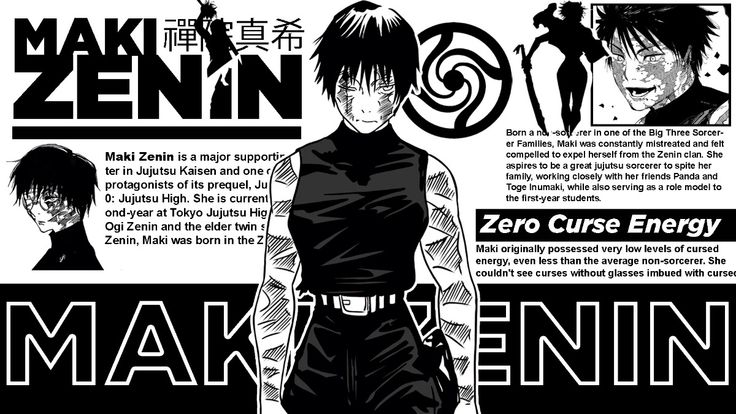 MAKI 禪院真希
ZENIN
Maki Zenin is a major supporti
ter in Jujutsu Kaisen and one o
protagonists of its prequel, Ju
0: Jujutsu High. She is current
ond-year at Tokyo Jujutsu Hig
Ogi Zenin and the elder twin s
Zenin, Maki was born in the Z
Born a non-sorcerer in one of the Big Three Sorcer-
er Families, Maki was constantly mistreated and felt
compelled to expel herself from the Zenin clan. She
aspires to be a great jujutsu sorcerer to spite her
family, working closely with her friends Panda and
Toge Inumaki, while also serving as a role model to
the first-year students.
Zero Curse Energy
Maki originally possessed very low levels of cursed
energy, even less than the average non-sorcerer. She
couldn't see curses without glasses imbued with cursed
MAKI ZENIN